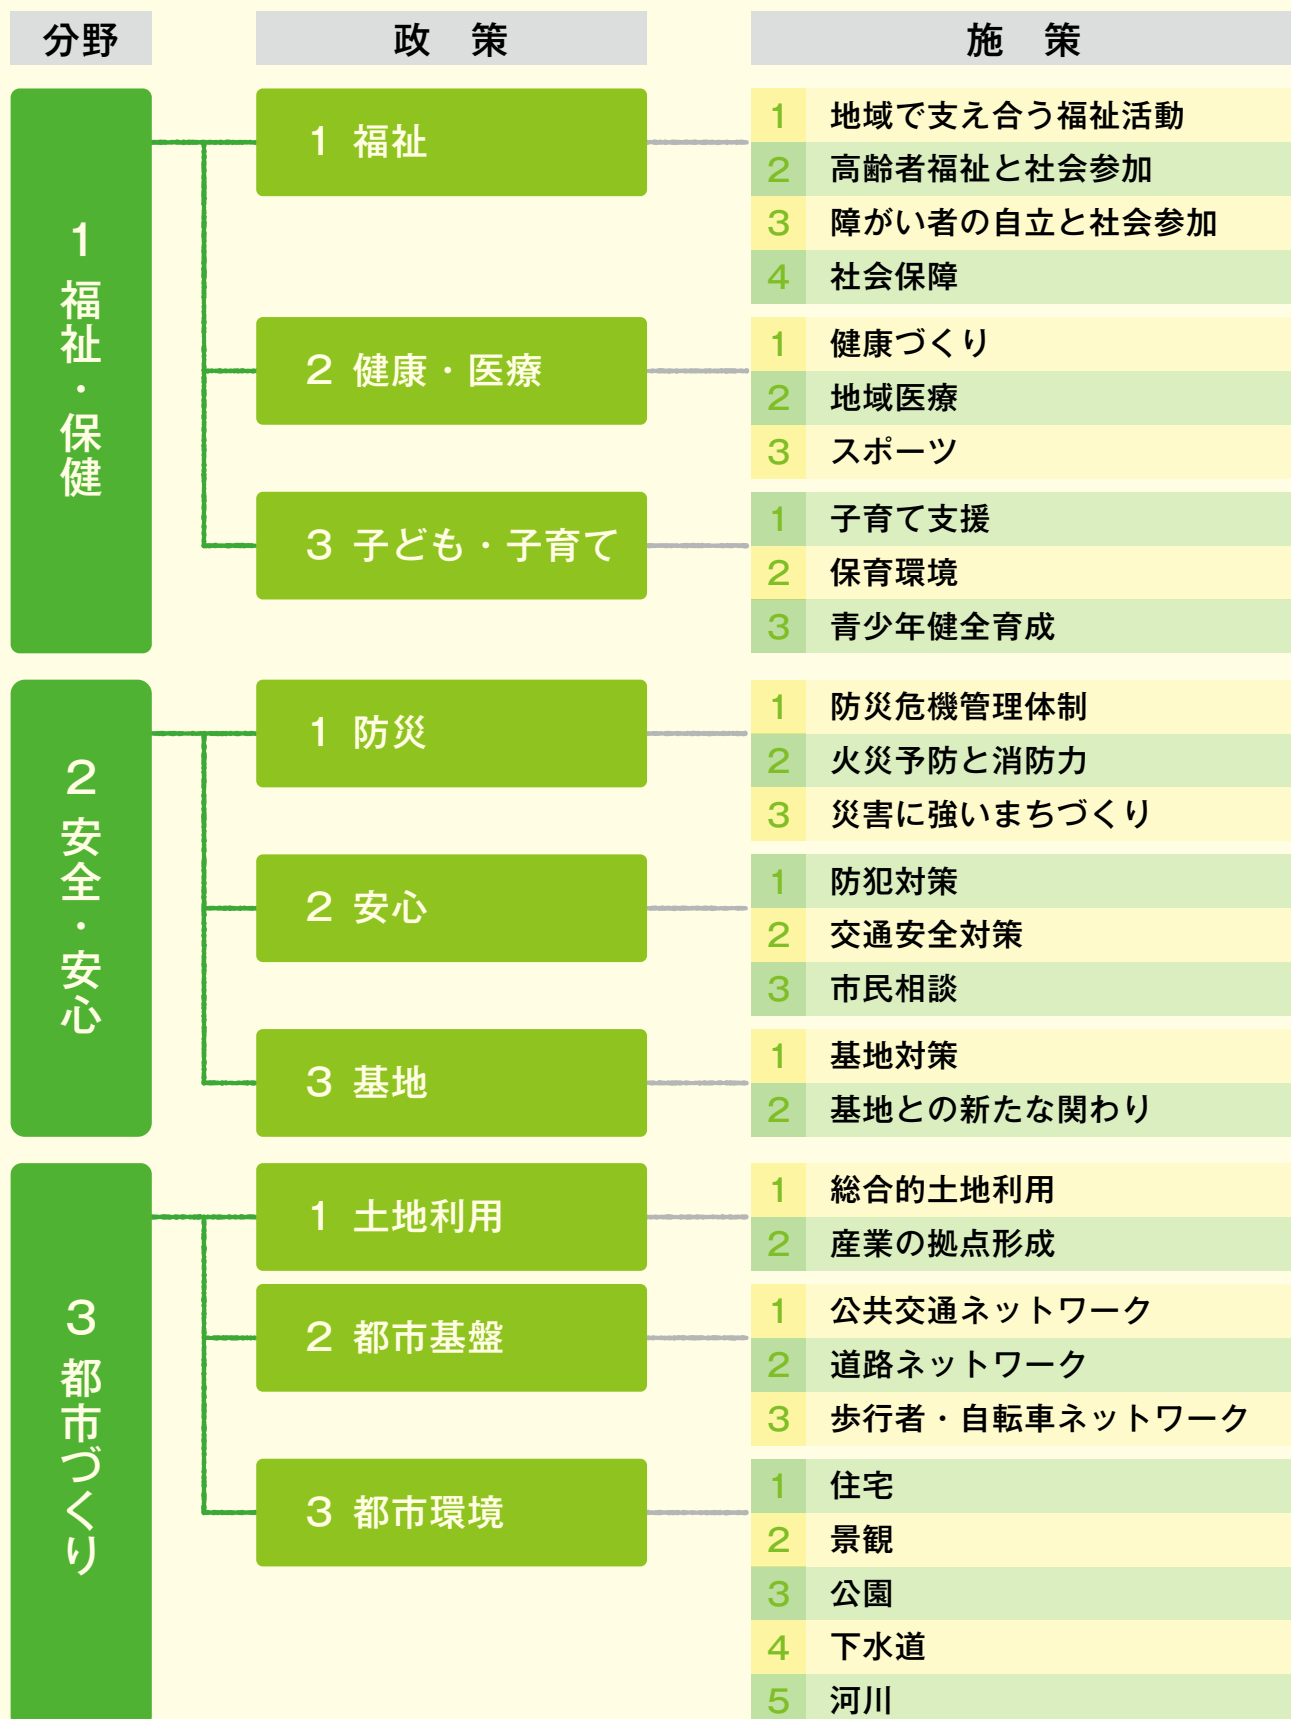 分野
政 策
施 策
1 福祉・保健
1 福祉
1 地域で支え合う福祉活動
2 高齢者福祉と社会参加
3 障がい者の自立と社会参加
4 社会保障
2 健康・医療
1 健康づくり
2 地域医療
3 スポーツ
3 子ども・子育て
1 子育て支援
2 保育環境
3 青少年健全育成
2 安全・安心
1 防災
1 防災危機管理体制
2 火災予防と消防力
3 災害に強いまちづくり
2 安心
1 防犯対策
2 交通安全対策
3 市民相談
3 基地
1 基地対策
2 基地との新たな関わり
3 都市づくり
1 土地利用
1 総合的土地利用
2 産業の拠点形成
2 都市基盤
1 公共交通ネットワーク
2 道路ネットワーク
3 歩行者・自転車ネットワーク
3 都市環境
1 住宅
2 景観
3 公園
4 下水道
5 河川